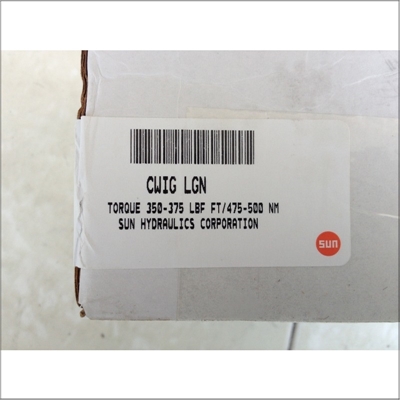 CWIG LGN
TORQUE 350-375 LBF FT/475-500 NM
SUN HYDRAULICS CORPORATION
sun